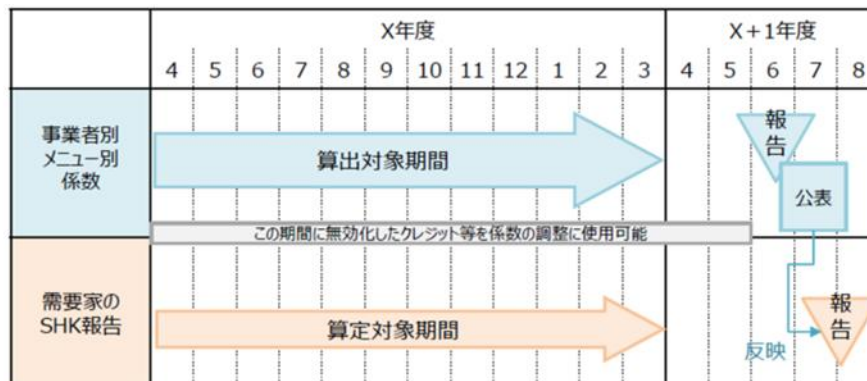 X年度 X+1年度
4 5 6 7 8 9 10 11 12 1 2 3 4 5 6 7 8
事業者別
メニュー別
係数
算出対象期間
報告
公表
この期間に無効化したクレジット等を係数の調整に使用可能
需要家の
SHK報告
算定対象期間
報告
反映